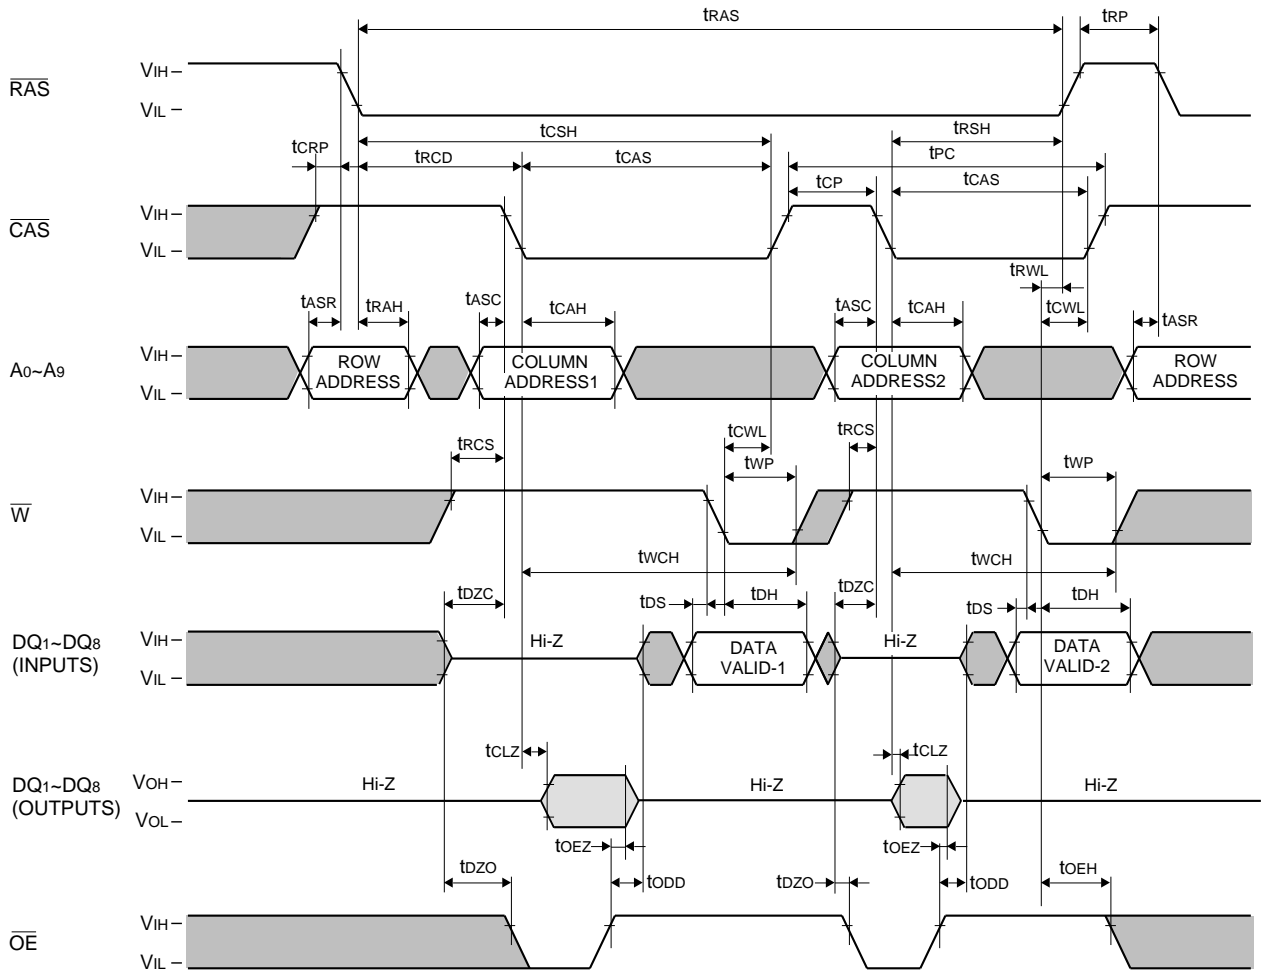 tRAS
tRP
RAS
VIH
VIL
tCSH
tRSH
tCRP
tRCD
tCAS
tPC
tCP
tCAS
CAS
VIH
VIL
tRWL
tASR
tRAH
tASC
tCAH
tASC
tCAH
tCWL
tASR
A0~A9
VIH
VIL
ROW
ADDRESS
COLUMN
ADDRESS1
COLUMN
ADDRESS2
ROW
ADDRESS
tRCS
tCWL
tRCS
tWP
tWP
W
VIH
VIL
tWCH
tWCH
tDZC
tDS
tDH
tDZC
tDS
tDH
DQ1~DQ8
(INPUTS)
VIH
VIL
Hi-Z
DATA
VALID-1
Hi-Z
DATA
VALID-2
tCLZ
tCLZ
DQ1~DQ8
(OUTPUTS)
VOH
VOL
Hi-Z
Hi-Z
Hi-Z
tOEZ
tOEZ
tDZO
tODD
tDZO
tODD
tOEH
OE
VIH
VIL